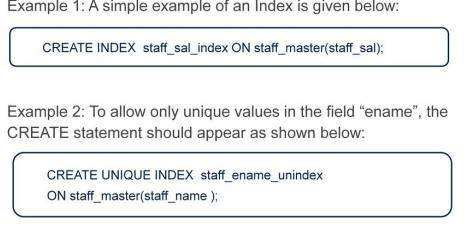 Example 1: A simple example of an Index is given below:
CREATE INDEX staff_sal_index ON staff_master(staff_sal);
Example 2: To allow only unique values in the field “ename”, the
CREATE statement should appear as shown below:
CREATE UNIQUE INDEX staff_ename_unindex
ON staff_master(staff_name );